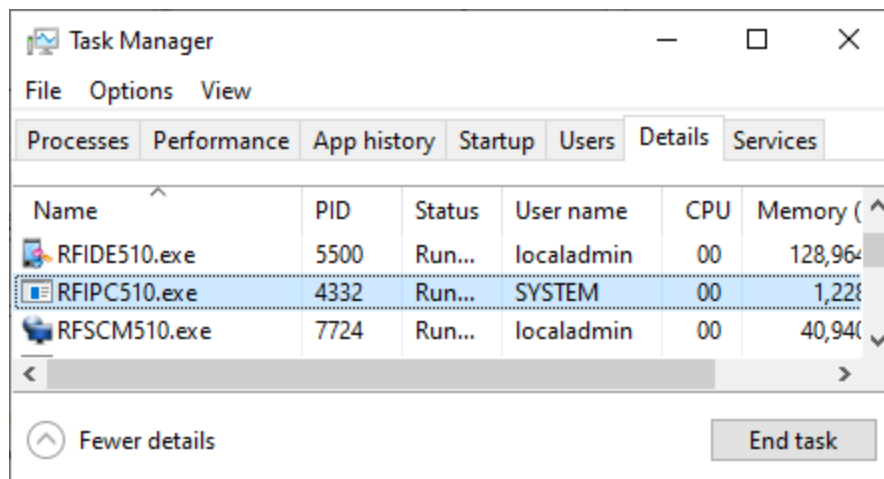 Task Manager
File Options View
Processes Performance App history Startup Users Details Services
Name PID Status User name CPU Memory (
RFIDE510.exe 5500 Run... localadmin 00 128,964
RFIPC510.exe 4332 Run... SYSTEM 00 1,228
RFSCM510.exe 7724 Run... localadmin 00 40,940
Fewer details End task